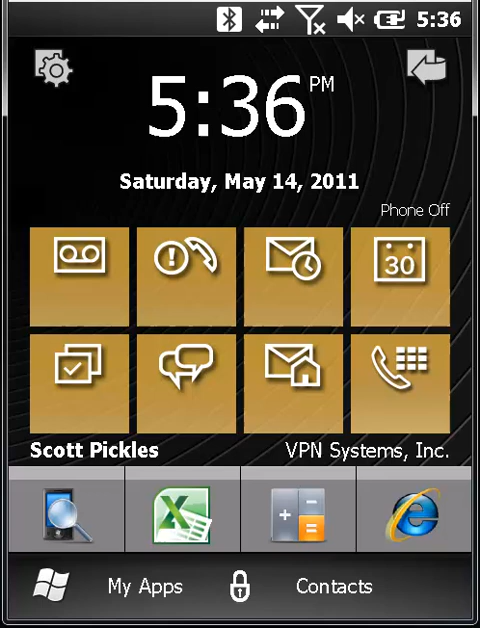 5:36
5:36 PM
Saturday, May 14, 2011
Phone Off
30
Scott Pickles VPN Systems, Inc.
My Apps Contacts